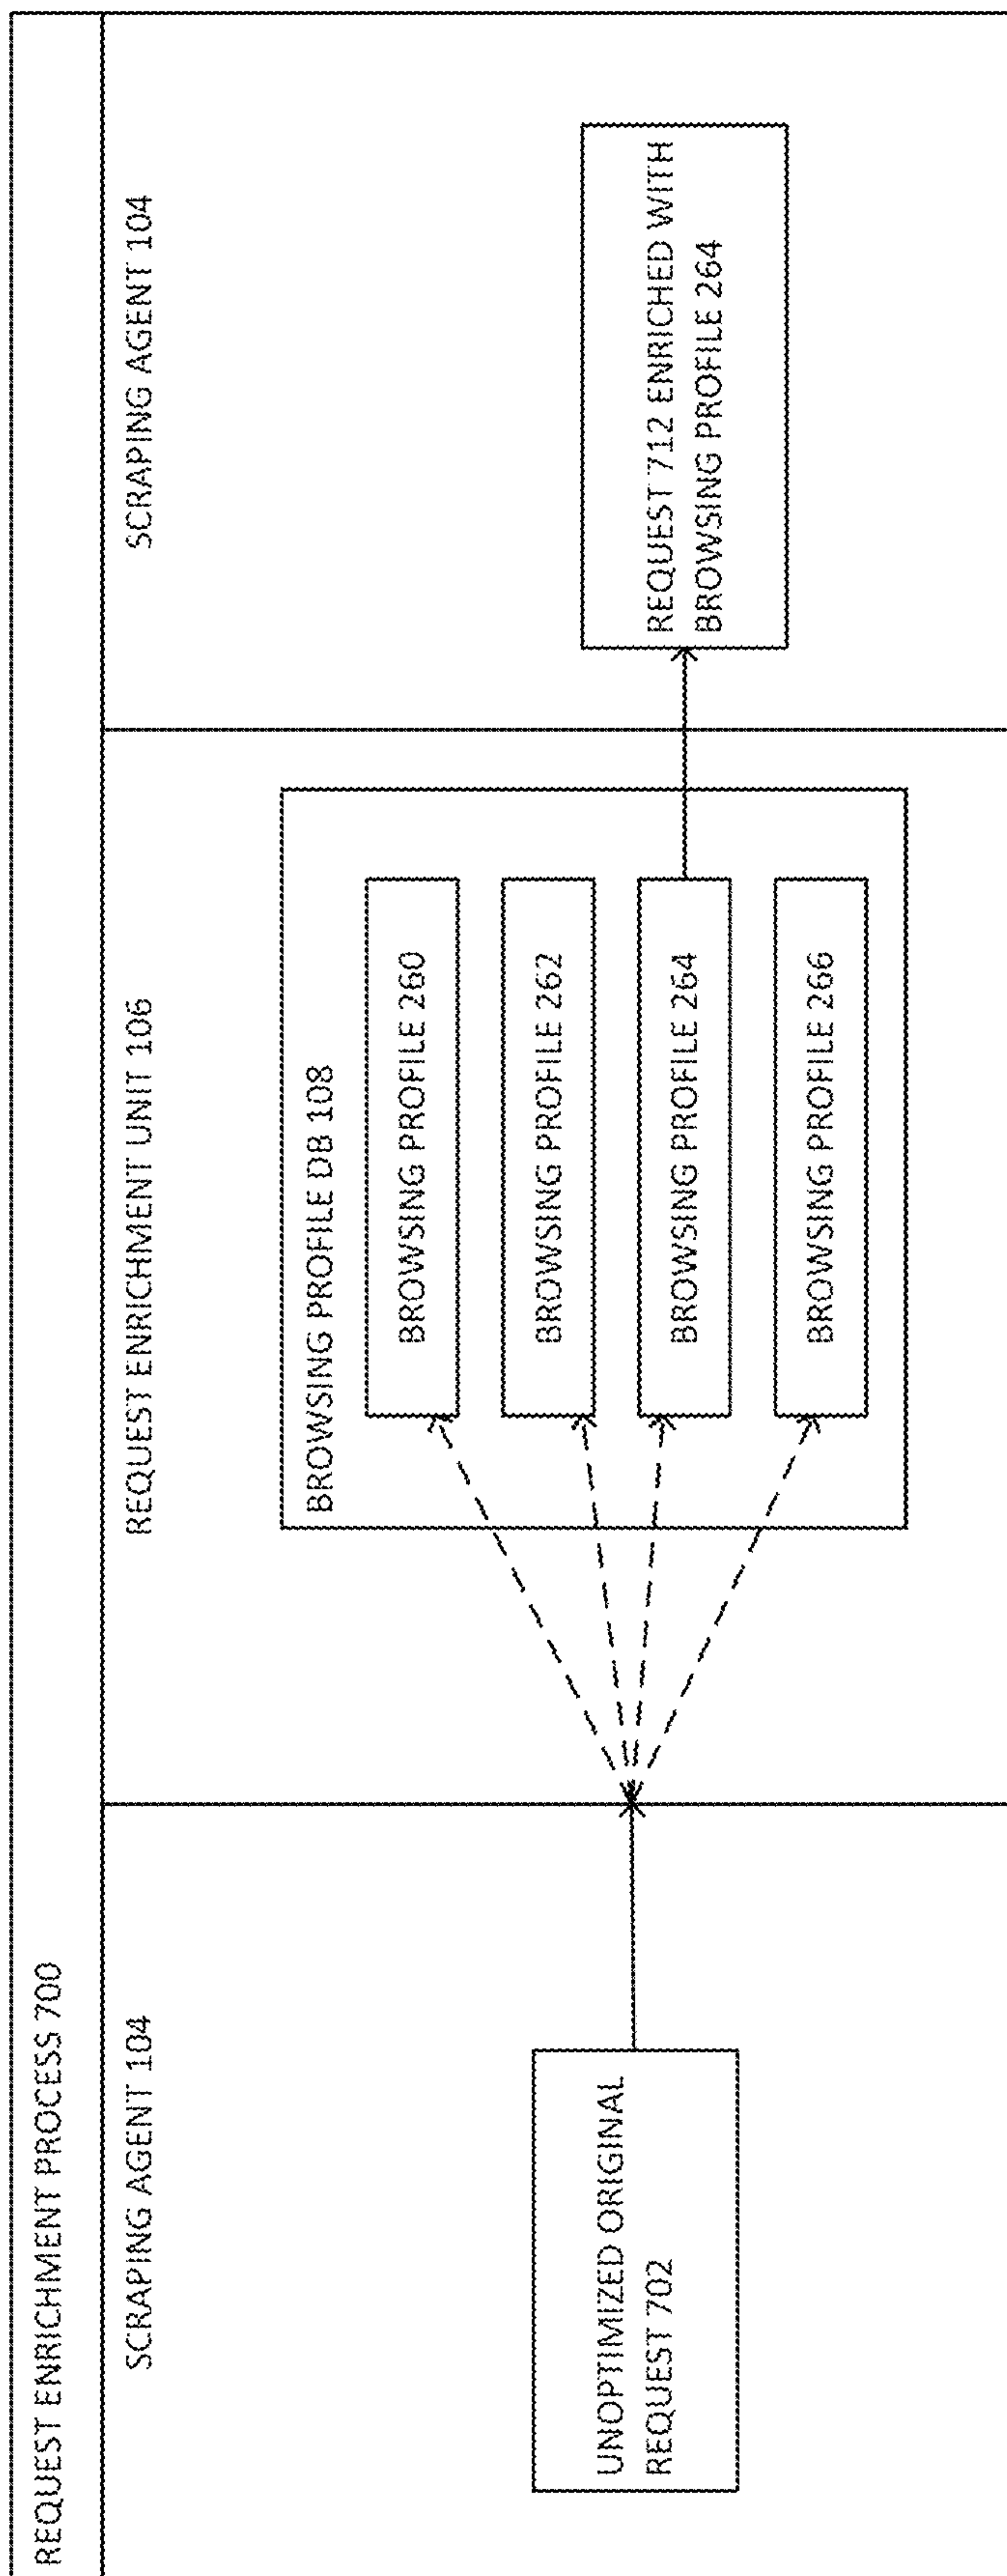 REQUEST ENRICHMENT PROCESS 700
SCRAPING AGENT 104
UNOPTIMIZED ORIGINAL
REQUEST 702
REQUEST ENRICHMENT UNIT 106
BROWSING PROFILE DB 108
BROWSING PROFILE 260
BROWSING PROFILE 262
BROWSING PROFILE 264
BROWSING PROFILE 266
SCRAPING AGENT 104
REQUEST 712 ENRICHED WITH
BROWSING PROFILE 264